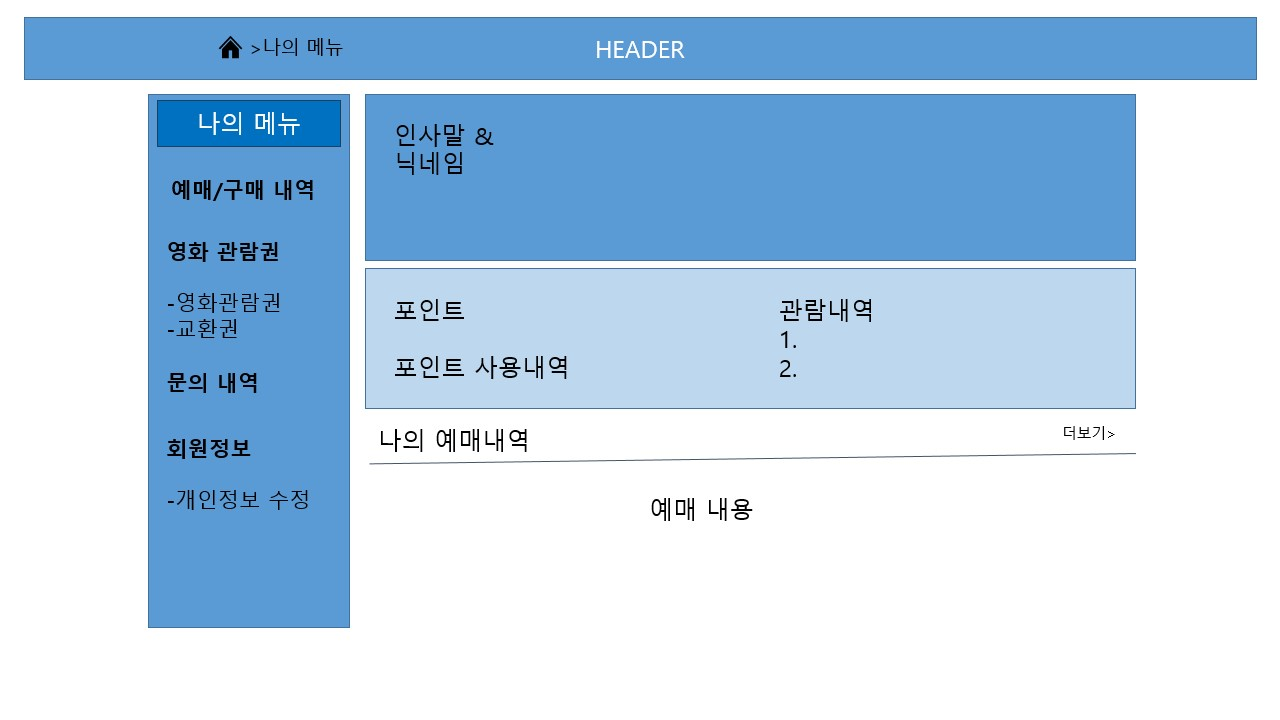 >나의 메뉴
HEADER
나의 메뉴
예매/구매 내역
영화 관람권
-영화관람권
-교환권
문의 내역
회원정보
-개인정보 수정
인사말 &
닉네임
포인트
포인트 사용내역
관람내역
1.
2.
나의 예매내역
더보기>
예매 내용